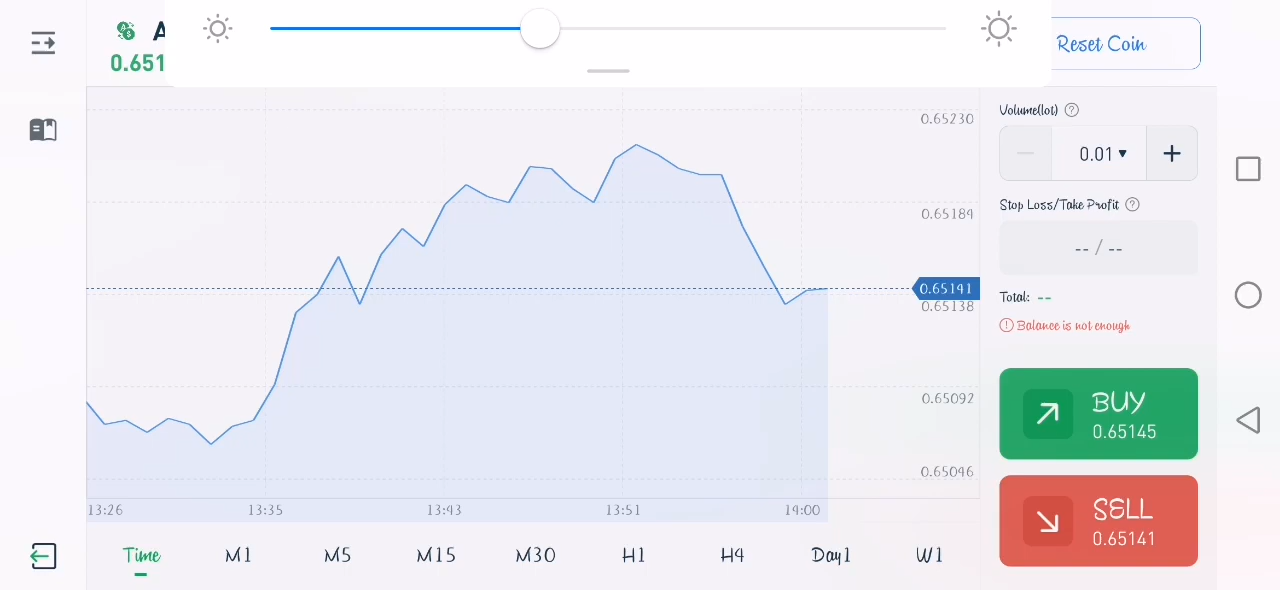 A
0.651
Reset Coin
0.65230
0.65184
0.65141
0.65138
0.65092
0.65046
13:26 13:35 13:43 13:51 14:00
Time M1 M5 M15 M30 H1 H4 Day1 W1
Volume(lot) ?
0.01
Stop Loss/Take Profit ?
-- / --
Total: --
Balance is not enough
BUY
0.65145
SELL
0.65141